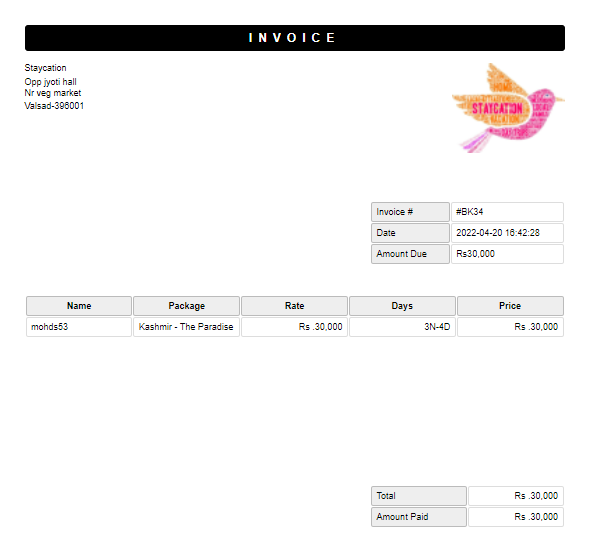 INVOICE
Staycation
Opp jyoti hall
Nr veg market
Valsad-396001
STAYCATION
Invoice # #BK34
Date 2022-04-20 16:42:28
Amount Due Rs30,000
Name Package Rate Days Price
mohds53 Kashmir - The Paradise Rs .30,000 3N-4D Rs .30,000
Total Rs .30,000
Amount Paid Rs .30,000